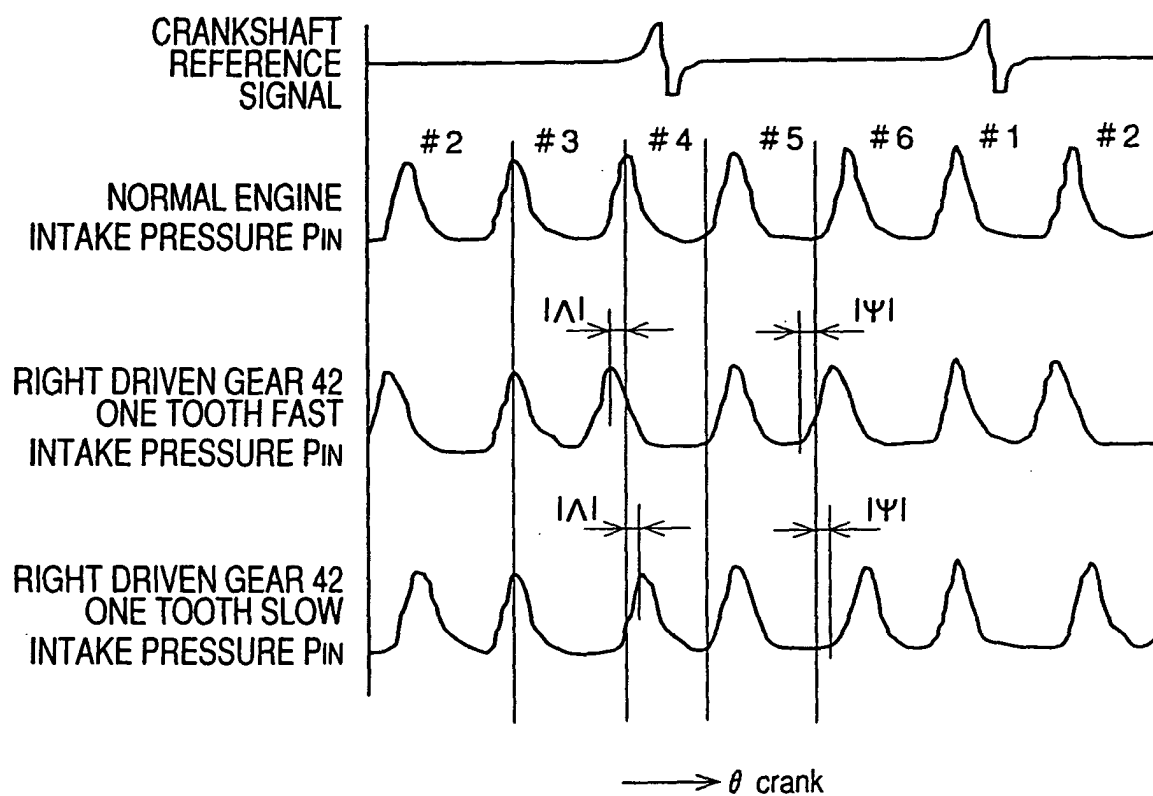 CRANKSHAFT
REFERENCE
SIGNAL
#2 #3 #4 #5 #6 #1 #2
NORMAL ENGINE
INTAKE PRESSURE PIN
|Λ| |Ψ|
RIGHT DRIVEN GEAR 42
ONE TOOTH FAST
INTAKE PRESSURE PIN
|Λ| |Ψ|
RIGHT DRIVEN GEAR 42
ONE TOOTH SLOW
INTAKE PRESSURE PIN
θ crank